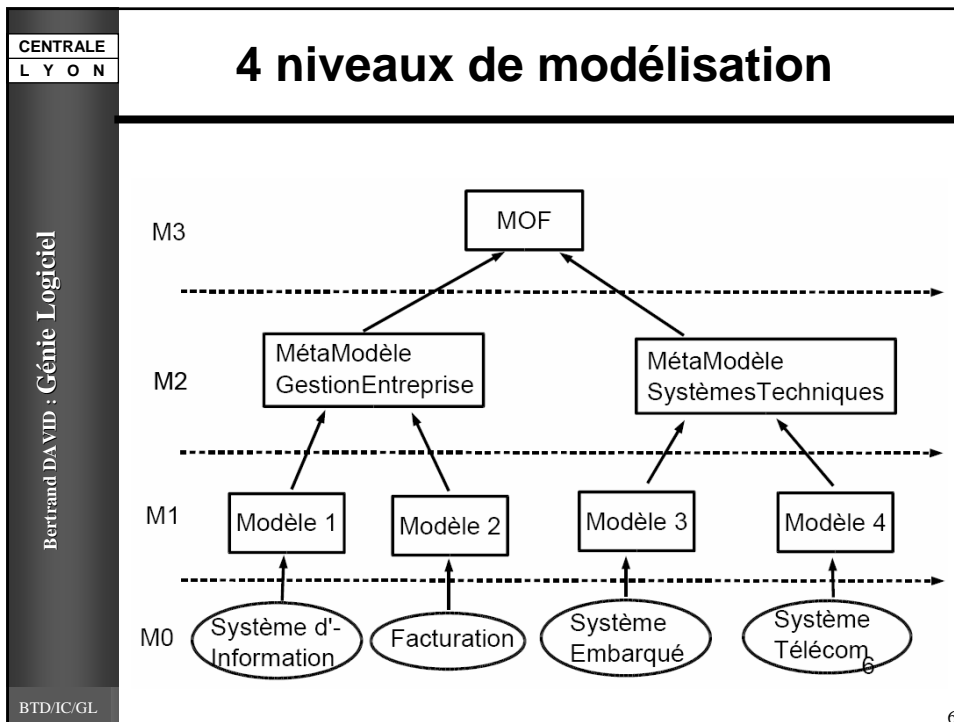 CENTRALE
L Y O N
4 niveaux de modélisation
Bertrand DAVID : Génie Logiciel
M3
MOF
M2
MétaModèle
GestionEntreprise
MétaModèle
SystèmesTechniques
M1
Modèle 1
Modèle 2
Modèle 3
Modèle 4
M0
Système d'-
Information
Facturation
Système
Embarqué
Système
Télécom
6
BTD/IC/GL
6